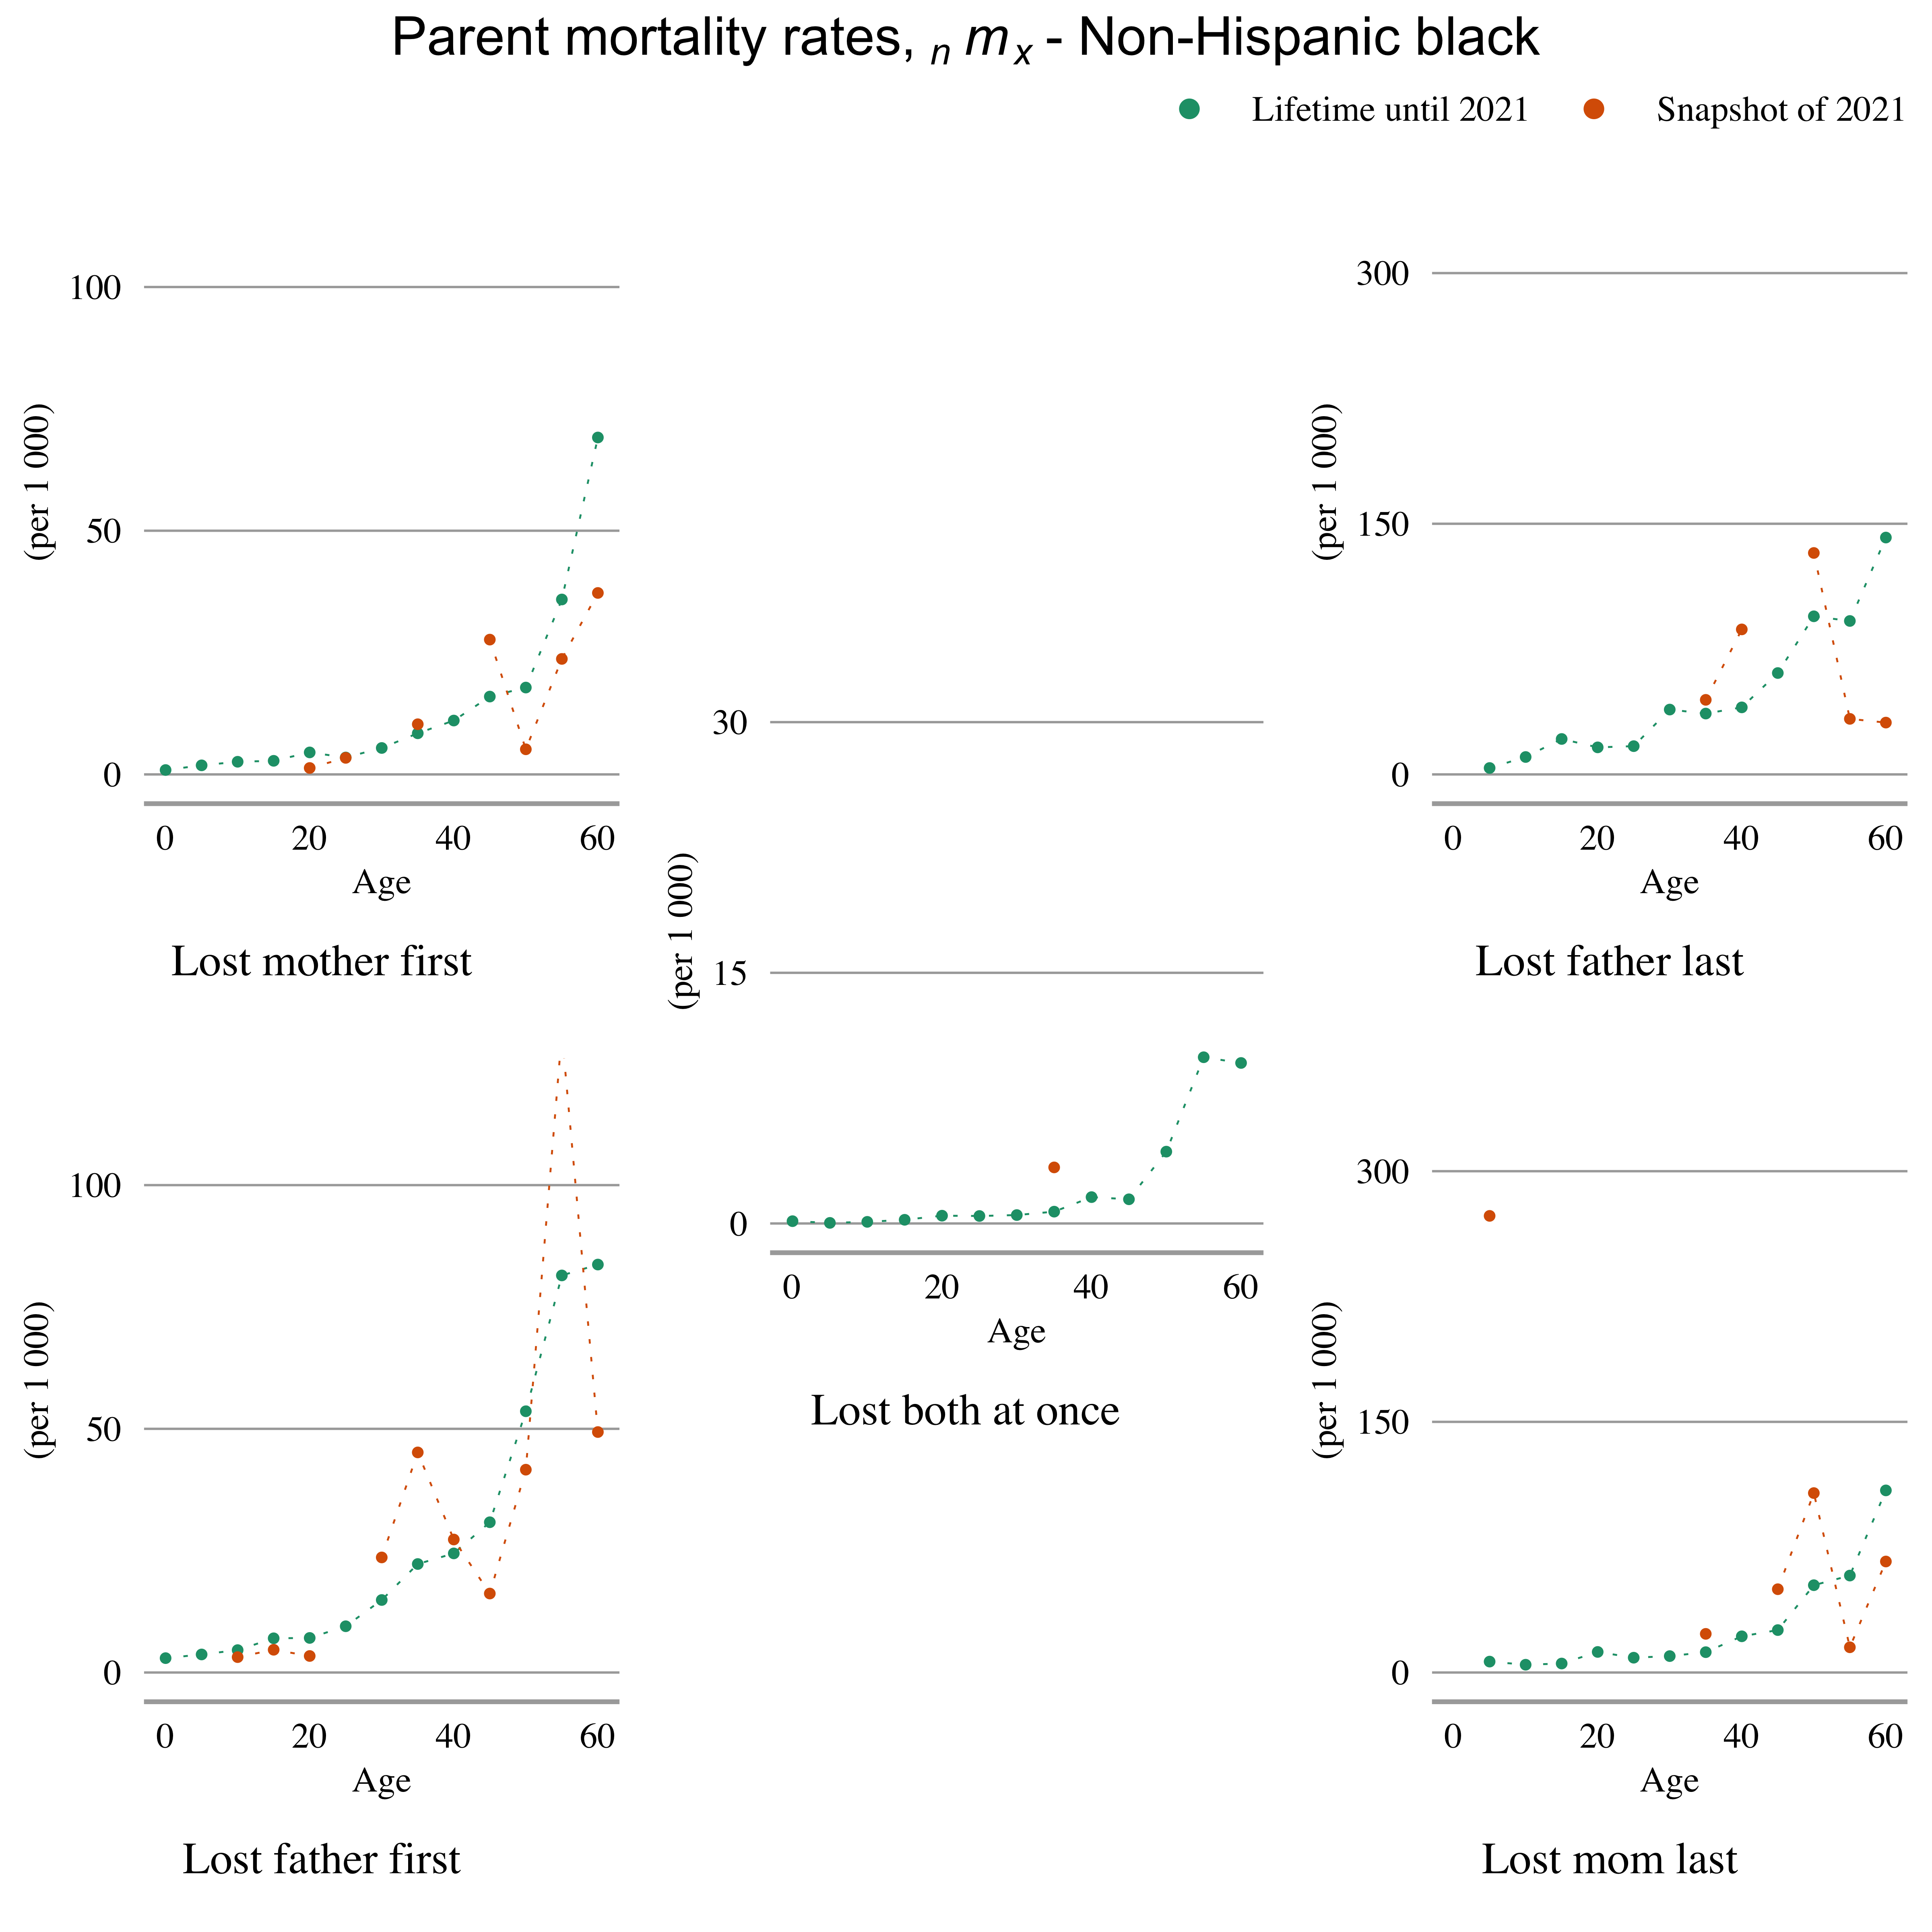 Parent mortality rates, n mx - Non-Hispanic black
Lifetime until 2021 Snapshot of 2021
100
50
0
(per 1 000)
0 20 40 60
Age
Lost mother first
300
150
0
(per 1 000)
0 20 40 60
Age
Lost father last
30
15
0
(per 1 000)
0 20 40 60
Age
Lost both at once
100
50
0
(per 1 000)
0 20 40 60
Age
Lost father first
300
150
0
(per 1 000)
0 20 40 60
Age
Lost mom last